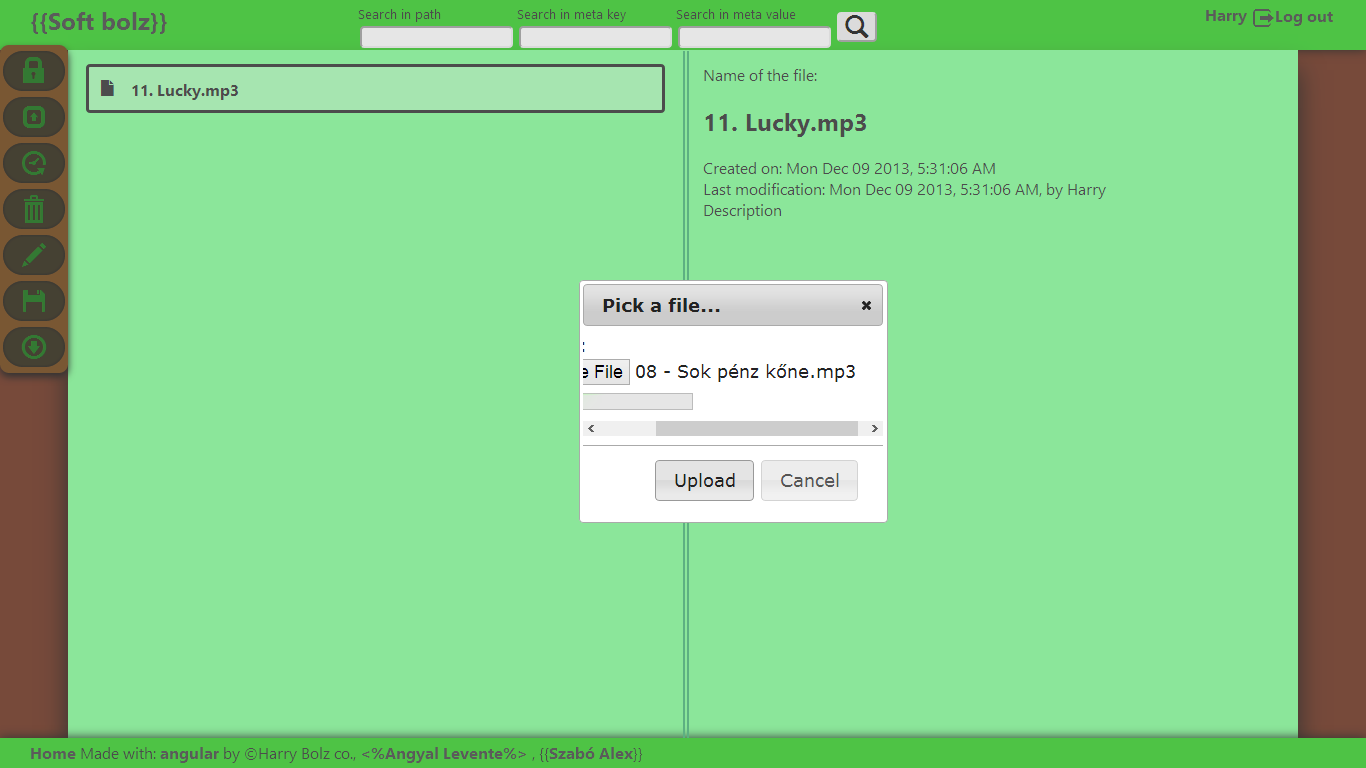 {{Soft bolz}}
Search in path
Search in meta key
Search in meta value
Harry Log out
11. Lucky.mp3
Name of the file:
11. Lucky.mp3
Created on: Mon Dec 09 2013, 5:31:06 AM
Last modification: Mon Dec 09 2013, 5:31:06 AM, by Harry
Description
Pick a file...
:
e File 08 - Sok pénz kőne.mp3
Upload Cancel
Home Made with: angular by ©Harry Bolz co., <%Angyal Levente%> , {{Szabó Alex}}